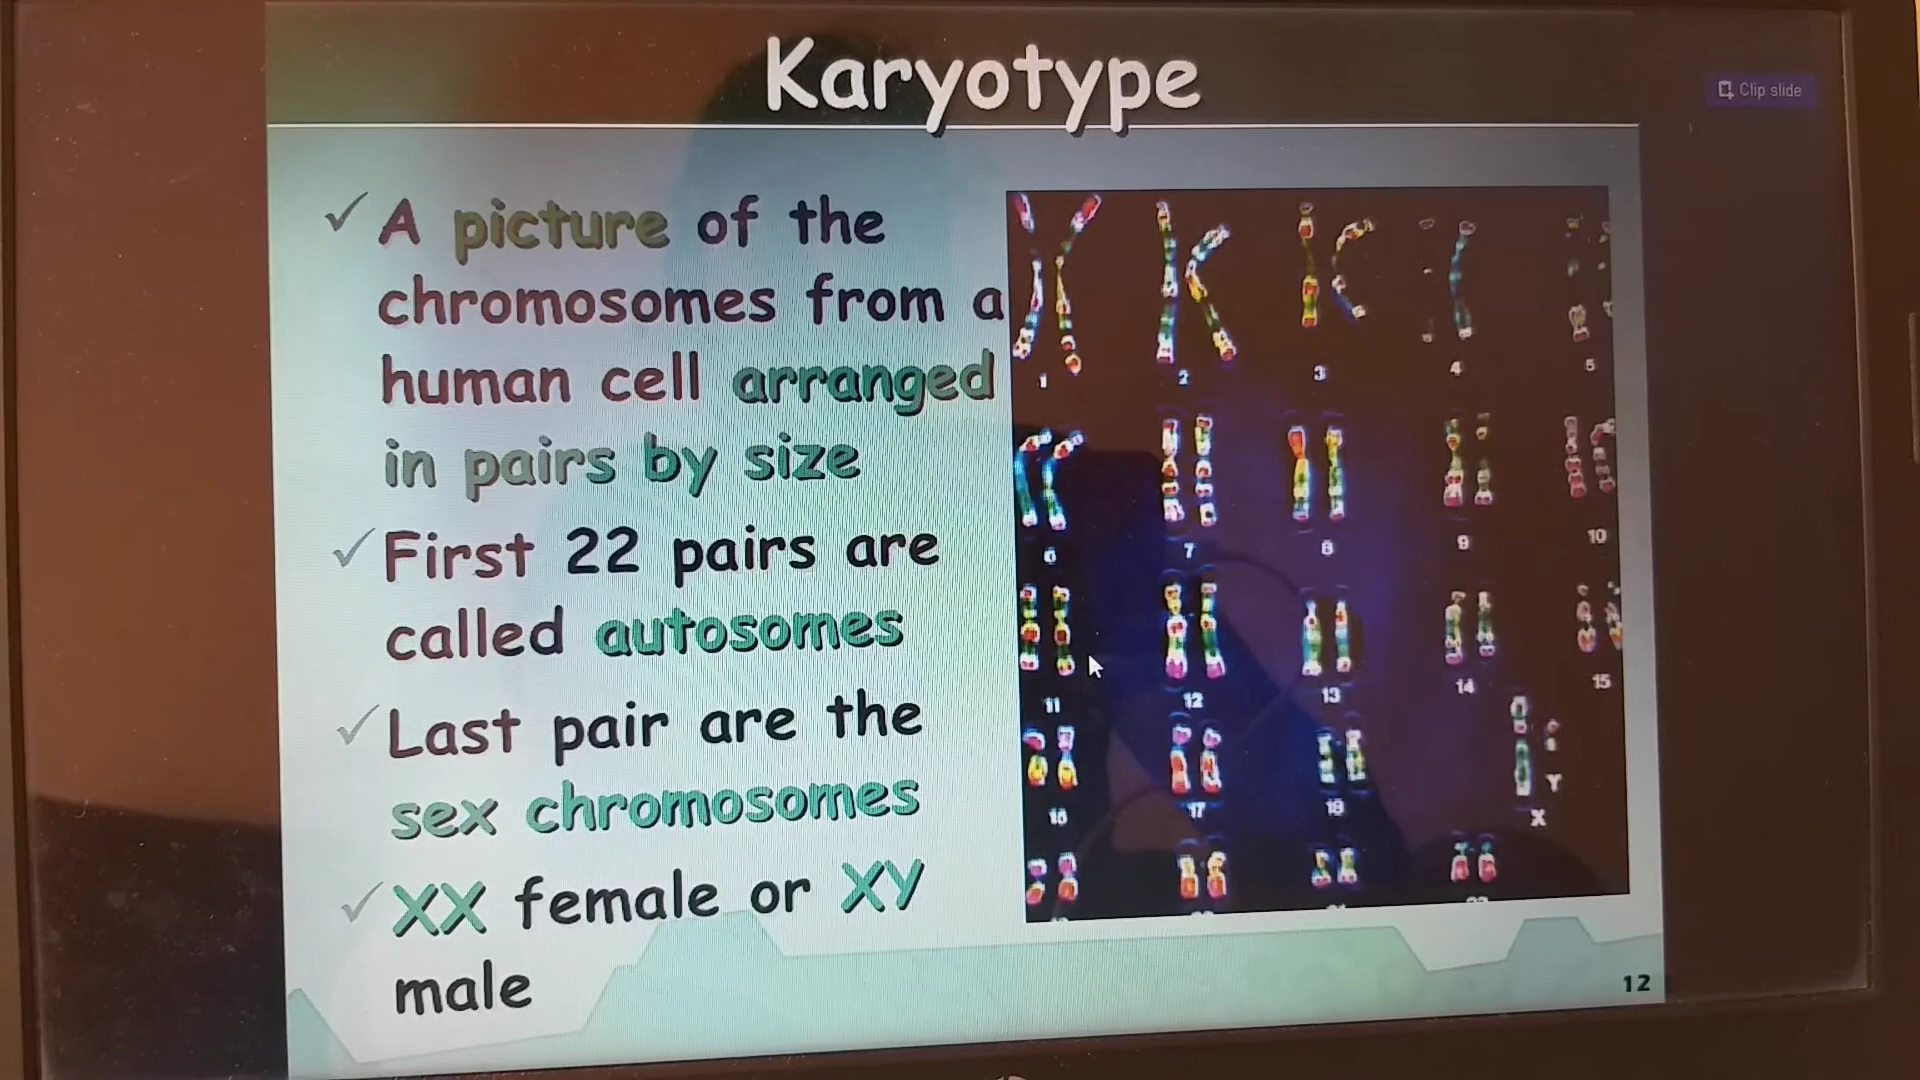 Karyotype
Clip slide
A picture of the
chromosomes from a
human cell arranged
in pairs by size
First 22 pairs are
called autosomes
Last pair are the
sex chromosomes
XX female or XY
male
1 2 3 4 5
6 7 8 9 10
11 12 13 14 15
16 17 18 X Y
12